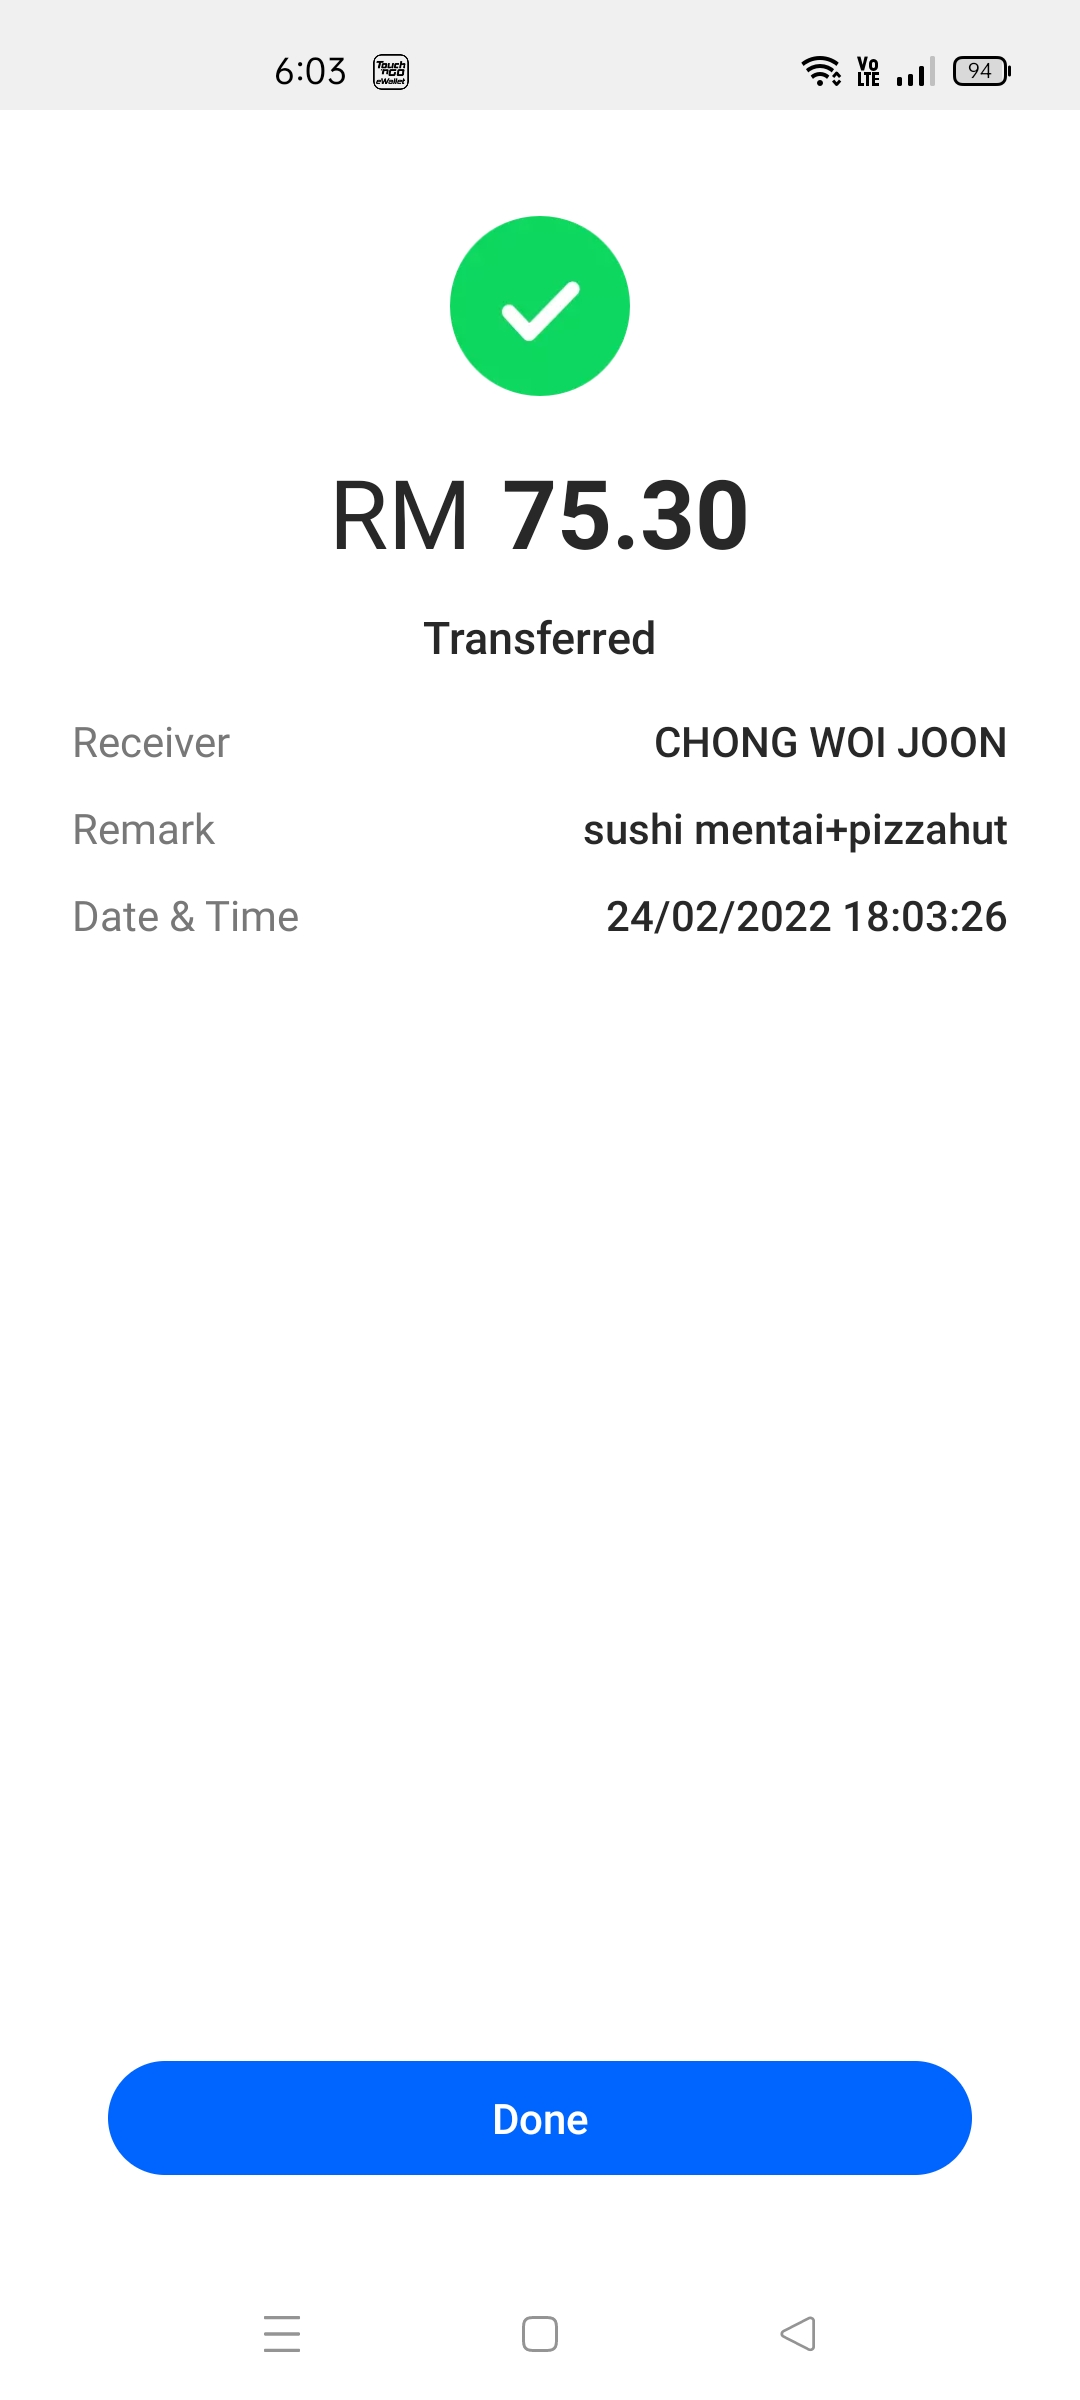 6:03 Touch 'nGO eWallet Vo LTE 94
RM 75.30
Transferred
Receiver CHONG WOI JOON
Remark sushi mentai+pizzahut
Date & Time 24/02/2022 18:03:26
Done